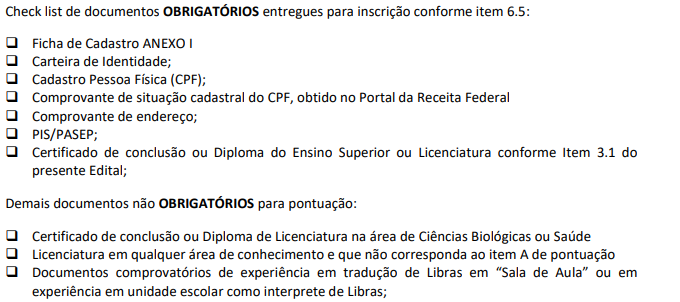 Check list de documentos OBRIGATÓRIOS entregues para inscrição conforme item 6.5:
❑ Ficha de Cadastro ANEXO I
❑ Carteira de Identidade;
❑ Cadastro Pessoa Física (CPF);
❑ Comprovante de situação cadastral do CPF, obtido no Portal da Receita Federal
❑ Comprovante de endereço;
❑ PIS/PASEP;
❑ Certificado de conclusão ou Diploma do Ensino Superior ou Licenciatura conforme Item 3.1 do
presente Edital;
Demais documentos não OBRIGATÓRIOS para pontuação:
❑ Certificado de conclusão ou Diploma de Licenciatura na área de Ciências Biológicas ou Saúde
❑ Licenciatura em qualquer área de conhecimento e que não corresponda ao item A de pontuação
❑ Documentos comprovatórios de experiência em tradução de Libras em “Sala de Aula” ou em
experiência em unidade escolar como interprete de Libras;